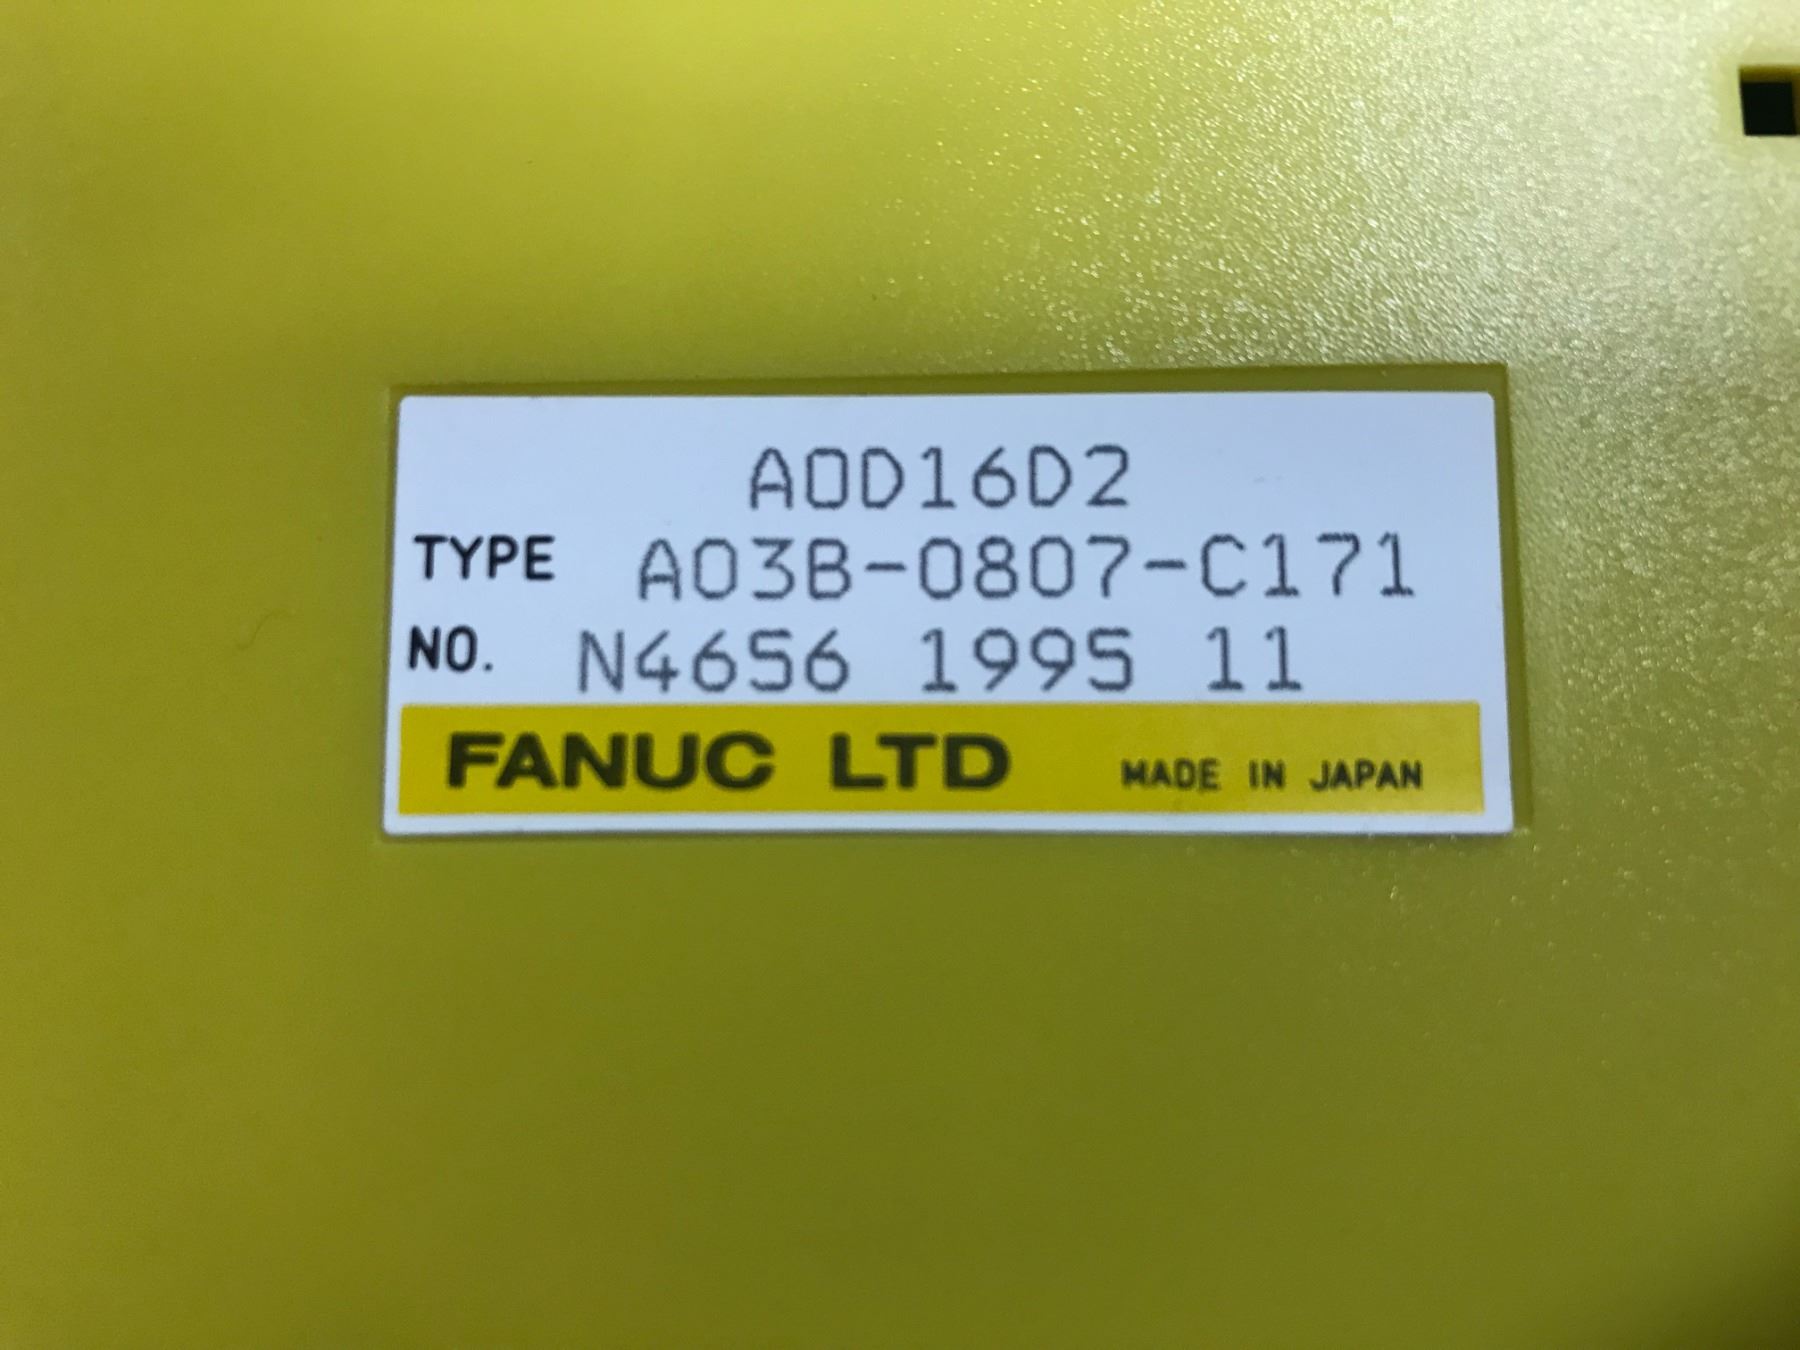 AOD16D2
TYPE A03B-0807-C171
NO. N4656 1995 11
FANUC LTD MADE IN JAPAN